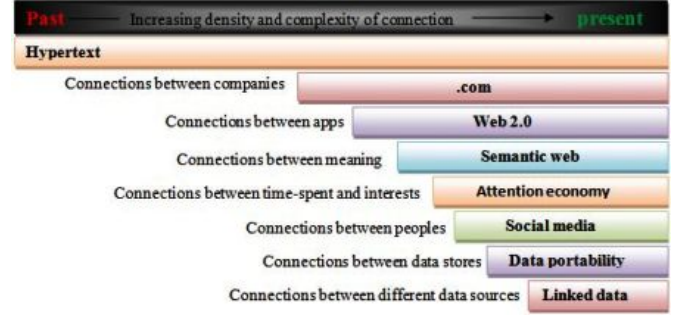 Past Increasing density and complexity of connection present
Hypertext
Connections between companies .com
Connections between apps Web 2.0
Connections between meaning Semantic web
Connections between time-spent and interests Attention economy
Connections between peoples Social media
Connections between data stores Data portability
Connections between different data sources Linked data